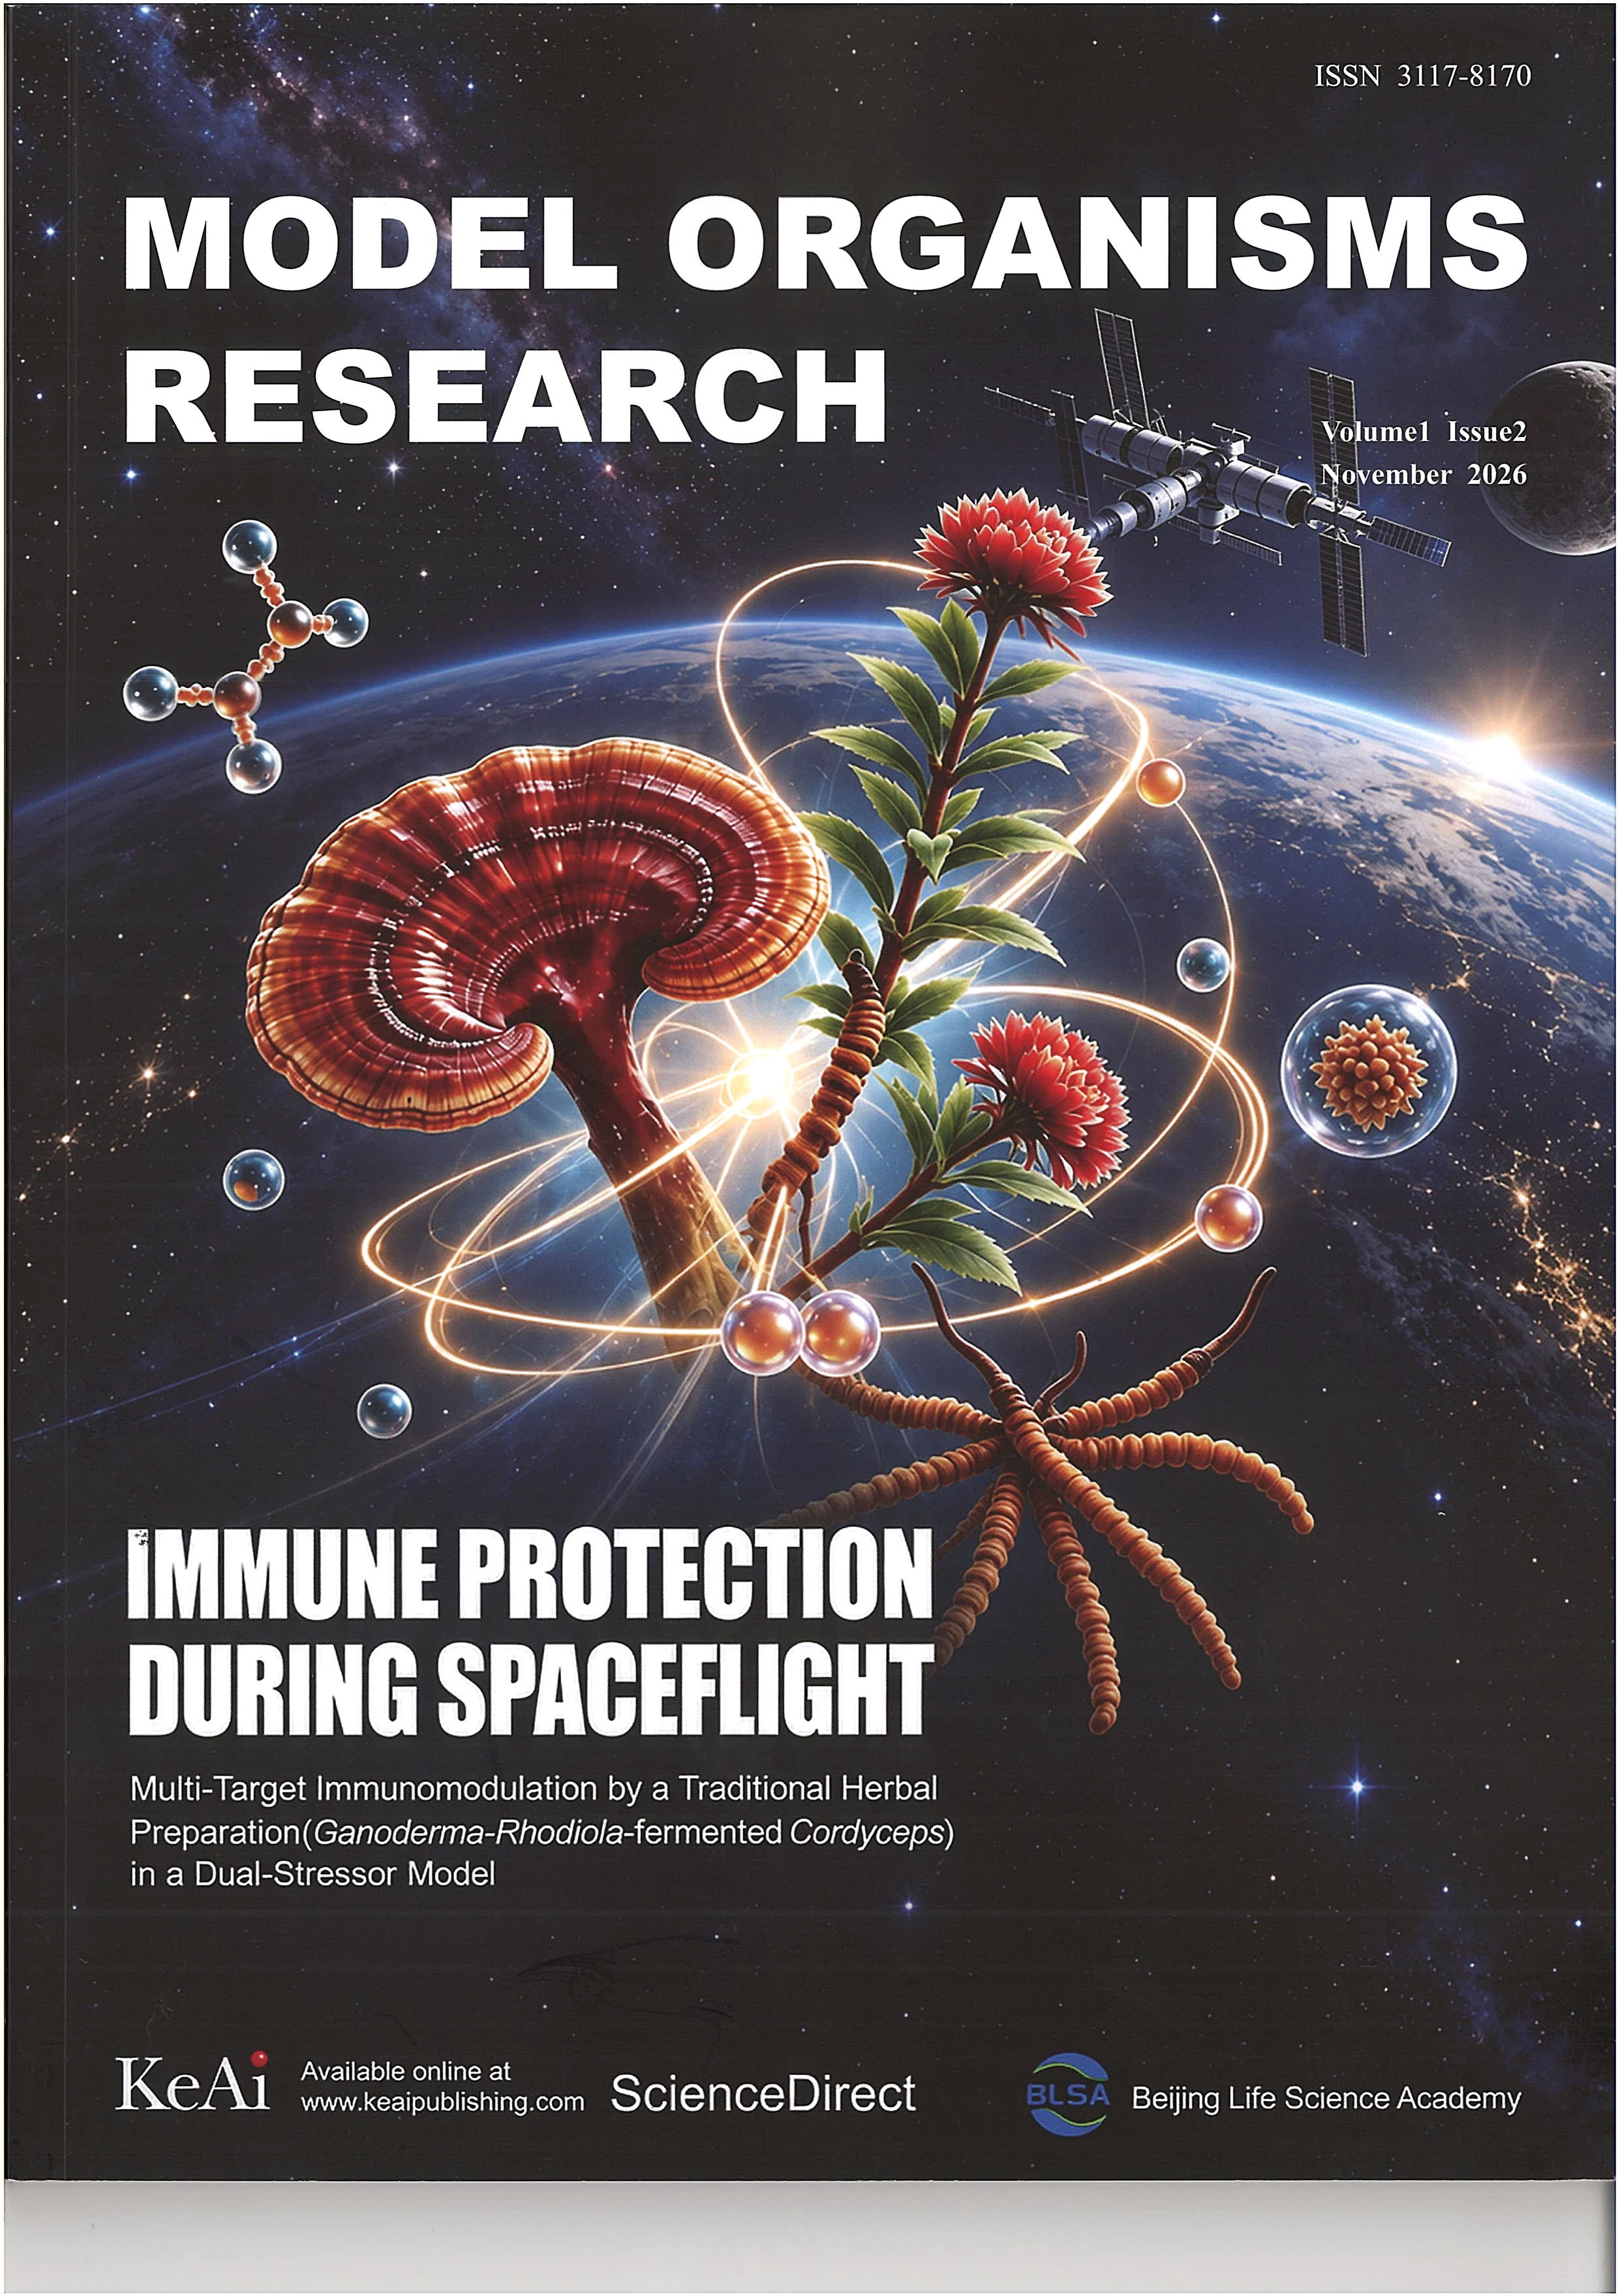 ISSN 3117-8170
MODEL ORGANISMS
RESEARCH
Volume1 Issue2
November 2026
IMMUNE PROTECTION
DURING SPACEFLIGHT
Multi-Target Immunomodulation by a Traditional Herbal
Preparation(Ganoderma-Rhodiola-fermented Cordyceps)
in a Dual-Stressor Model
KeAi
Available online at
www.keaipublishing.com
ScienceDirect
BLSA
Beijing Life Science Academy